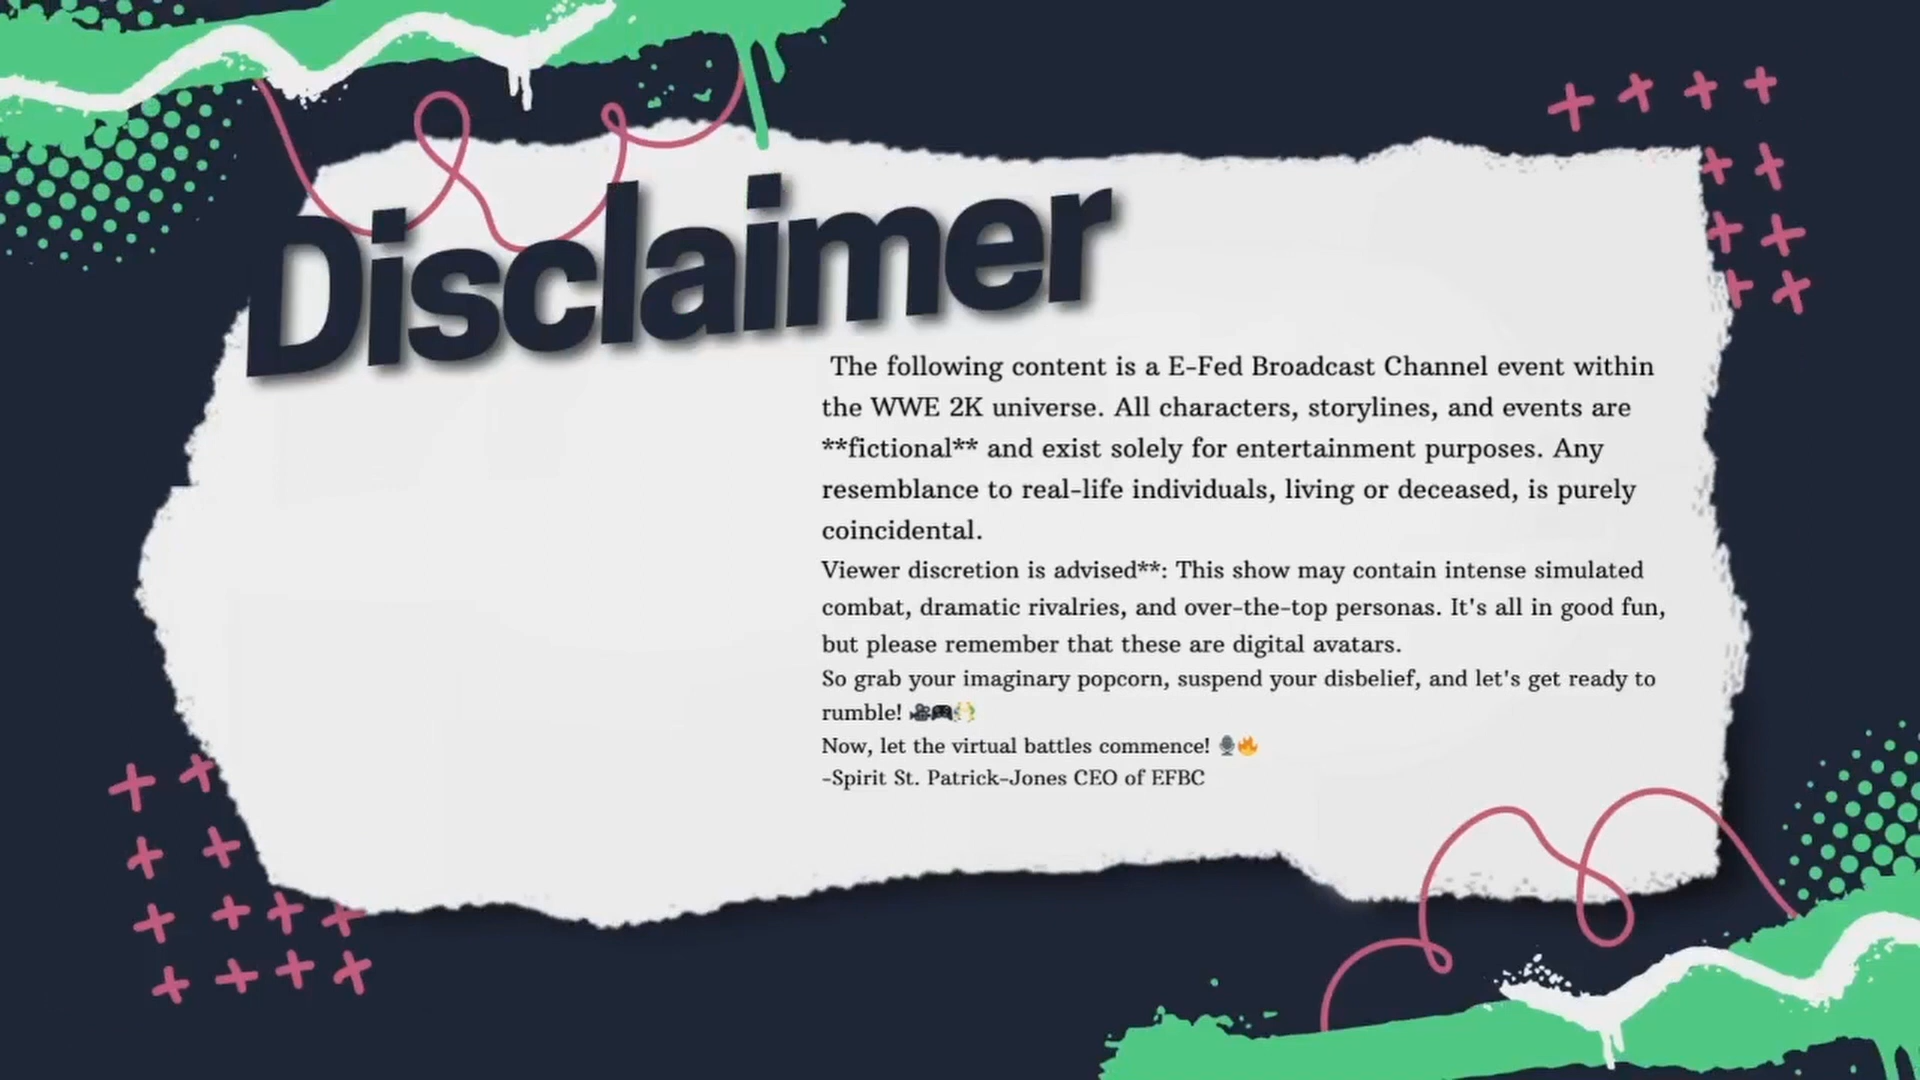 Disclaimer
The following content is a E-Fed Broadcast Channel event within
the WWE 2K universe. All characters, storylines, and events are
**fictional** and exist solely for entertainment purposes. Any
resemblance to real-life individuals, living or deceased, is purely
coincidental.
Viewer discretion is advised**: This show may contain intense simulated
combat, dramatic rivalries, and over-the-top personas. It's all in good fun,
but please remember that these are digital avatars.
So grab your imaginary popcorn, suspend your disbelief, and let's get ready to
rumble! 🎥🎮🙌
Now, let the virtual battles commence! 🎙️🔥
-Spirit St. Patrick-Jones CEO of EFBC